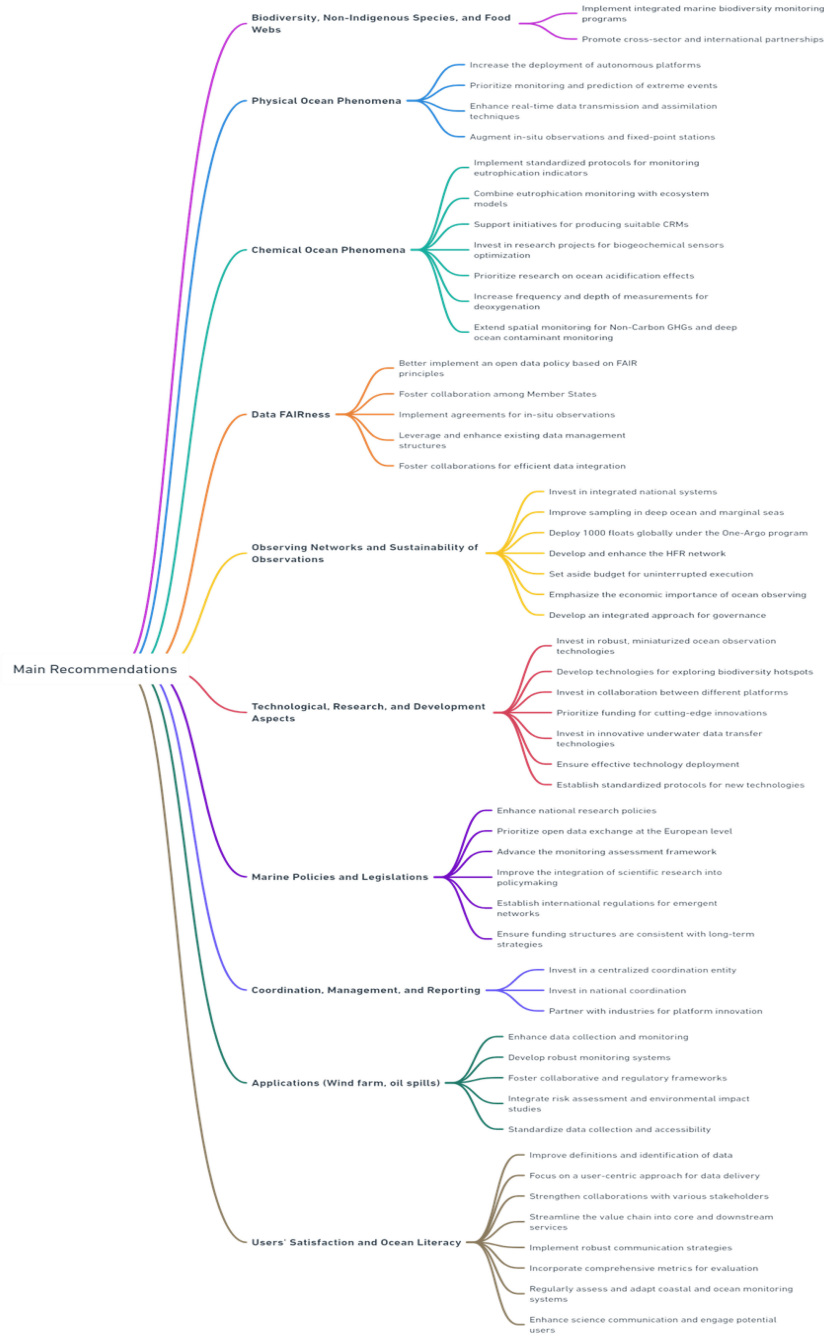 Biodiversity, Non-Indigenous Species, and Food
Webs
Implement integrated marine biodiversity monitoring
programs
Promote cross-sector and international partnerships
Physical Ocean Phenomena
Increase the deployment of autonomous platforms
Prioritize monitoring and prediction of extreme events
Enhance real-time data transmission and assimilation
techniques
Augment in-situ observations and fixed-point stations
Chemical Ocean Phenomena
Implement standardized protocols for monitoring
eutrophication indicators
Combine eutrophication monitoring with ecosystem
models
Support initiatives for producing suitable CRMs
Invest in research projects for biogeochemical sensors
optimization
Prioritize research on ocean acidification effects
Increase frequency and depth of measurements for
deoxygenation
Extend spatial monitoring for Non-Carbon GHGs and deep
ocean contaminant monitoring
Data FAIRness
Better implement an open data policy based on FAIR
principles
Foster collaboration among Member States
Implement agreements for in-situ observations
Leverage and enhance existing data management
structures
Foster collaborations for efficient data integration
Observing Networks and Sustainability of
Observations
Invest in integrated national systems
Improve sampling in deep ocean and marginal seas
Deploy 1000 floats globally under the One-Argo program
Develop and enhance the HFR network
Set aside budget for uninterrupted execution
Emphasize the economic importance of ocean observing
Develop an integrated approach for governance
Main Recommendations
Technological, Research, and Development
Aspects
Invest in robust, miniaturized ocean observation
technologies
Develop technologies for exploring biodiversity hotspots
Invest in collaboration between different platforms
Prioritize funding for cutting-edge innovations
Invest in innovative underwater data transfer
technologies
Ensure effective technology deployment
Establish standardized protocols for new technologies
Marine Policies and Legislations
Enhance national research policies
Prioritize open data exchange at the European level
Advance the monitoring assessment framework
Improve the integration of scientific research into
policymaking
Establish international regulations for emergent
networks
Ensure funding structures are consistent with long-term
strategies
Coordination, Management, and Reporting
Invest in a centralized coordination entity
Invest in national coordination
Partner with industries for platform innovation
Applications (Wind farm, oil spills)
Enhance data collection and monitoring
Develop robust monitoring systems
Foster collaborative and regulatory frameworks
Integrate risk assessment and environmental impact
studies
Standardize data collection and accessibility
Users' Satisfaction and Ocean Literacy
Improve definitions and identification of data
Focus on a user-centric approach for data delivery
Strengthen collaborations with various stakeholders
Streamline the value chain into core and downstream
services
Implement robust communication strategies
Incorporate comprehensive metrics for evaluation
Regularly assess and adapt coastal and ocean monitoring
systems
Enhance science communication and engage potential
users